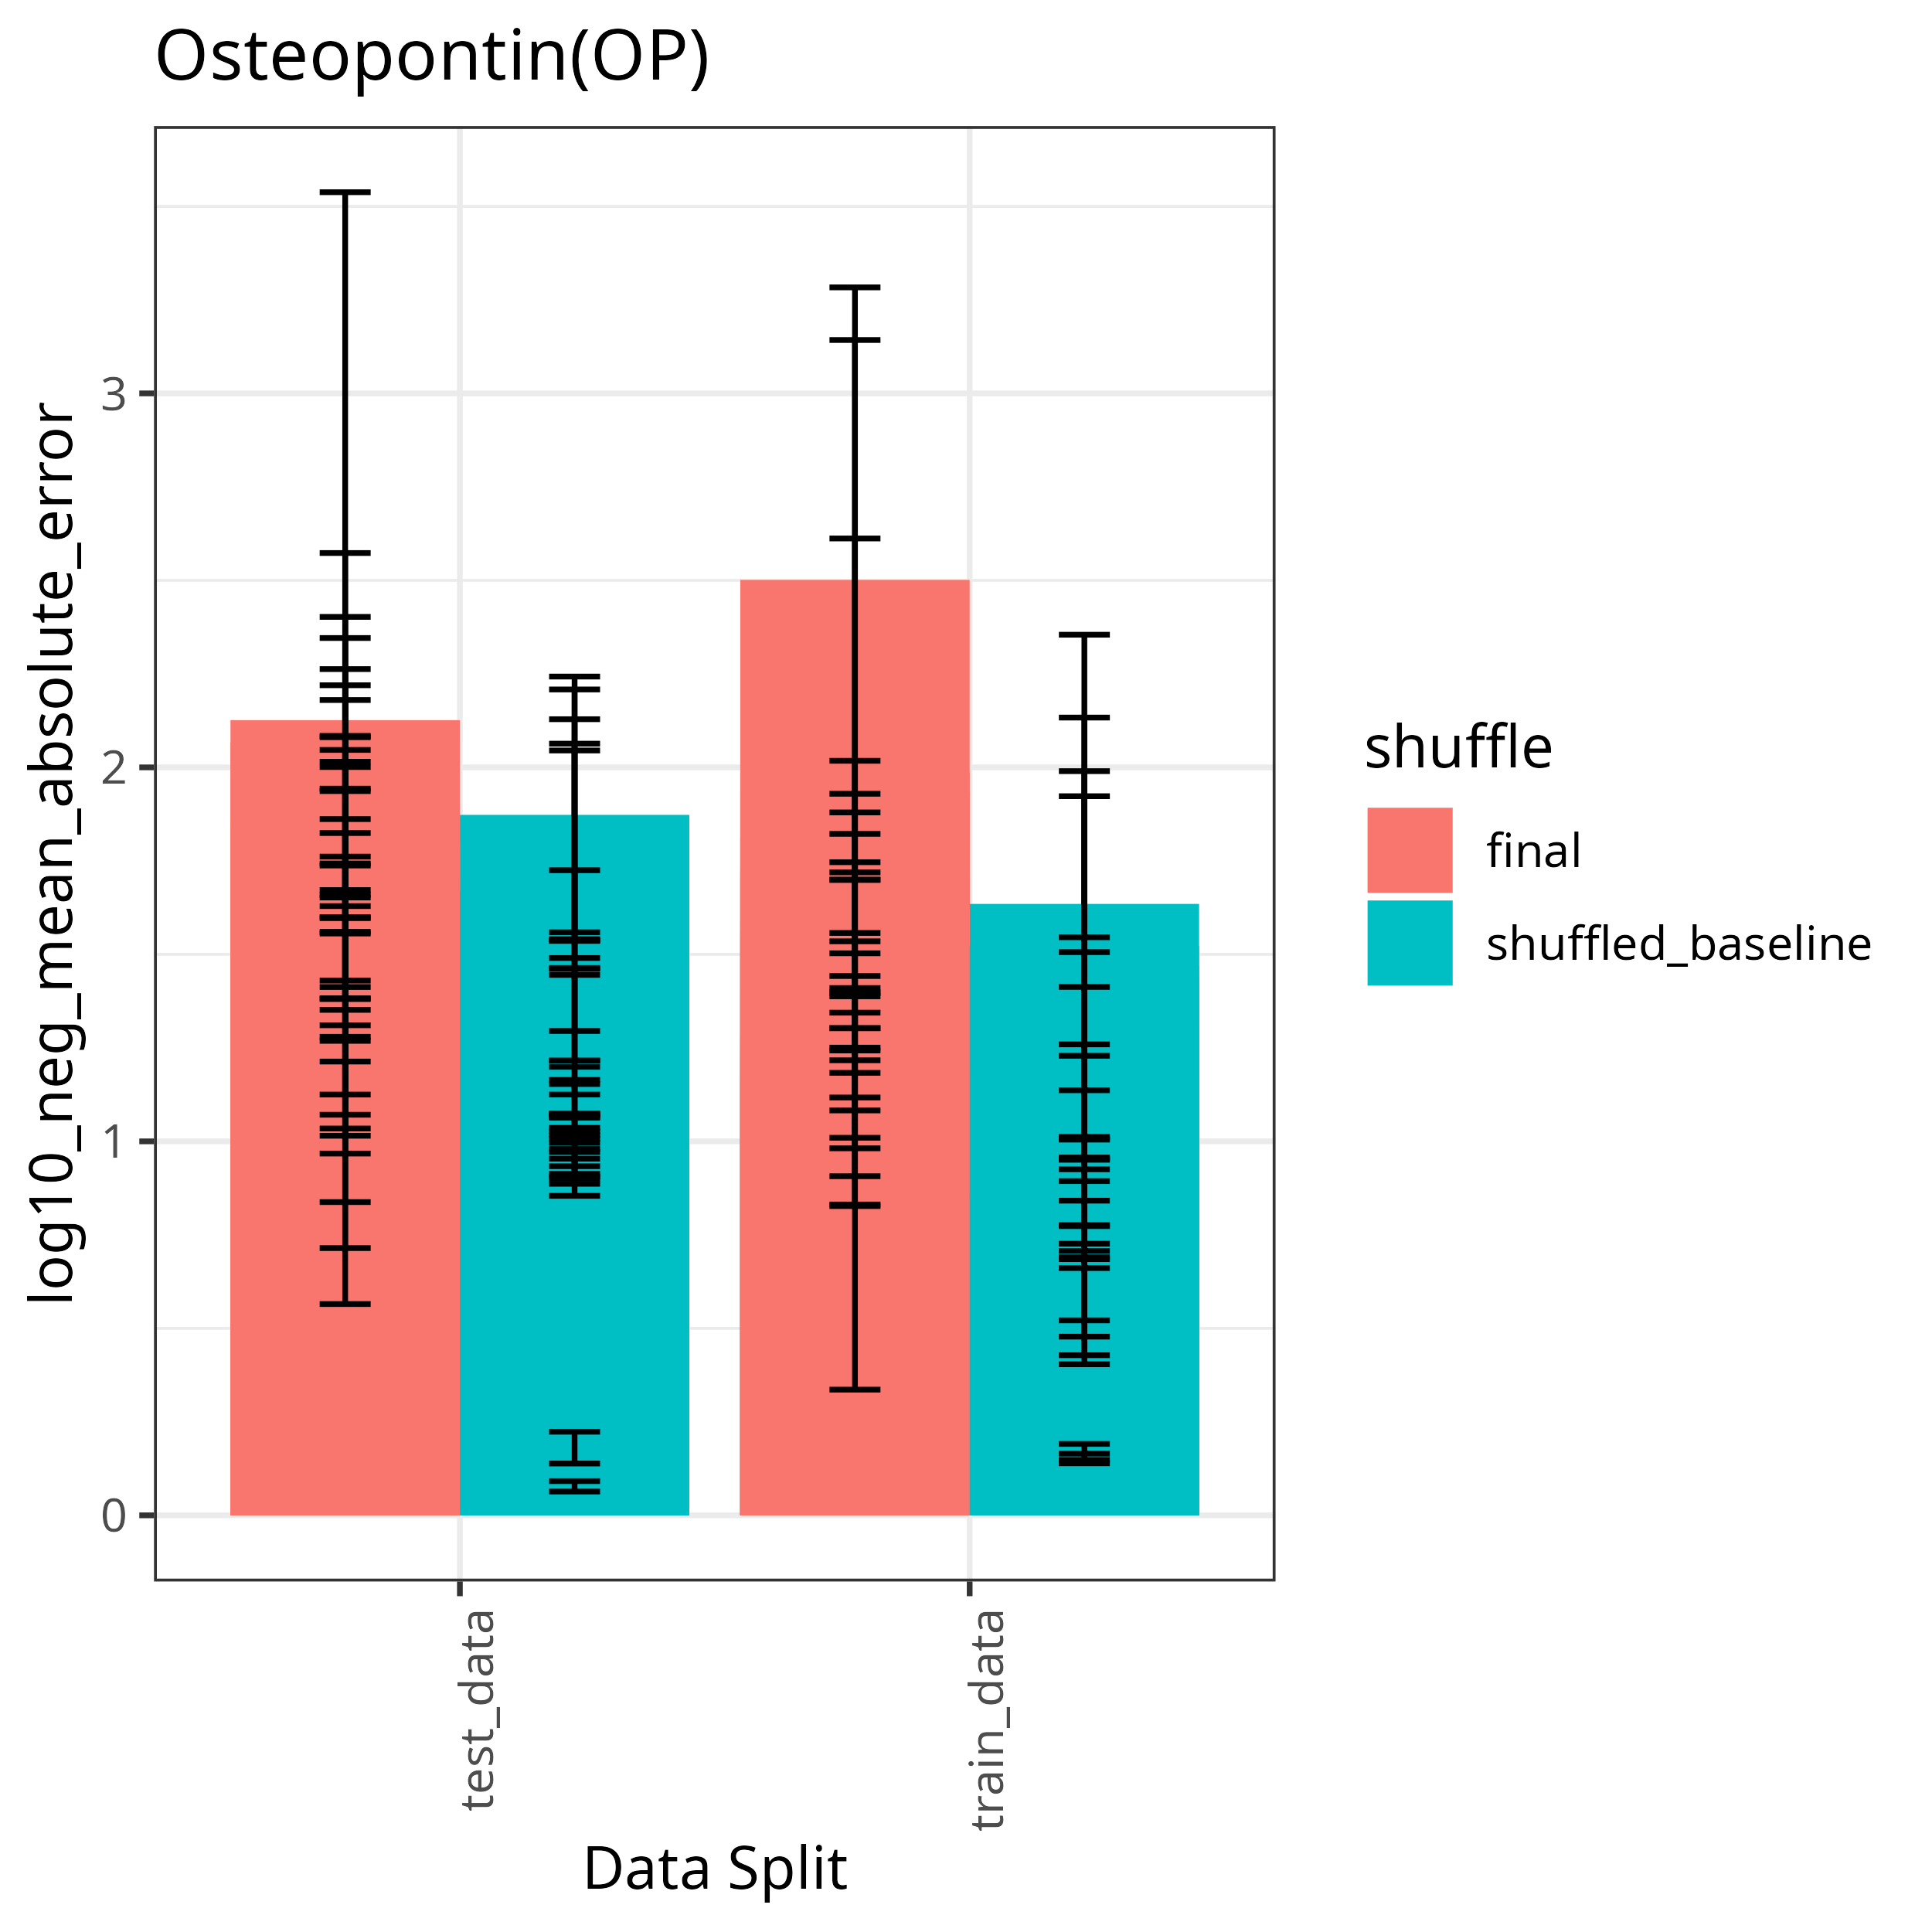 Osteopontin(OP)
log10_neg_mean_absolute_error
3
2
1
0
test_data
train_data
Data Split
shuffle
final
shuffled_baseline